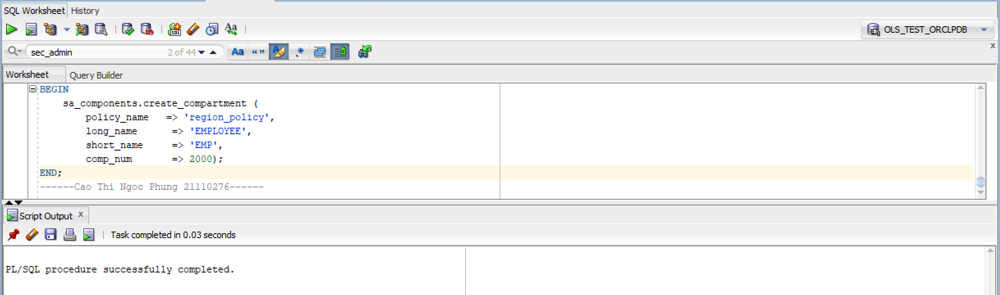 SQL Worksheet History
OLS_TEST_ORCLPDB
sec_admin 2 of 44 Aa “ ” .*
Worksheet Query Builder
BEGIN
    sa_components.create_compartment (
        policy_name   => 'region_policy',
        long_name      => 'EMPLOYEE',
        short_name     => 'EMP',
        comp_num       => 2000);
END;
------Cao Thi Ngoc Phung 21110276------
Script Output x
Task completed in 0.03 seconds
PL/SQL procedure successfully completed.